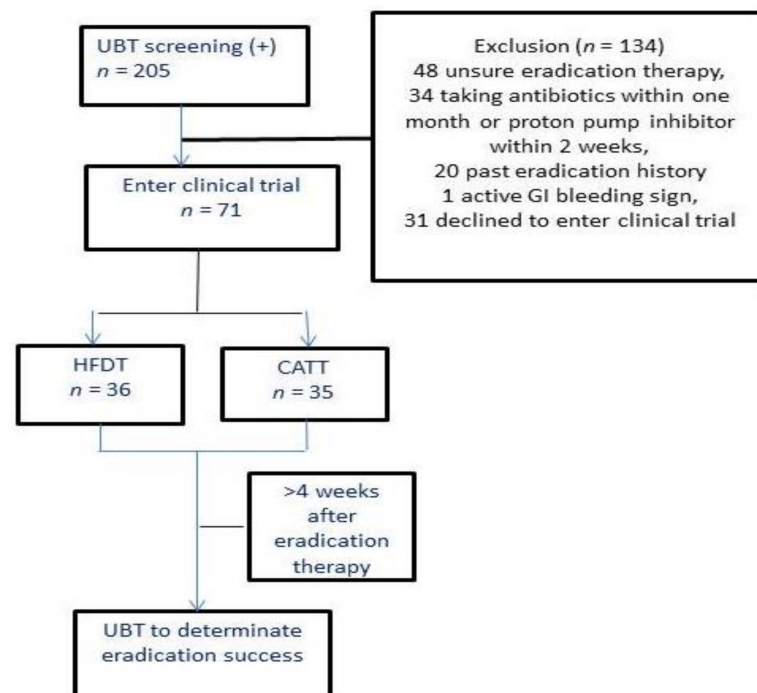 UBT screening (+)
n = 205
Exclusion (n = 134)
48 unsure eradication therapy,
34 taking antibiotics within one
month or proton pump inhibitor
within 2 weeks,
20 past eradication history
1 active GI bleeding sign,
31 declined to enter clinical trial
Enter clinical trial
n = 71
HFDT
n = 36
CATT
n = 35
>4 weeks
after
eradication
therapy
UBT to determinate
eradication success